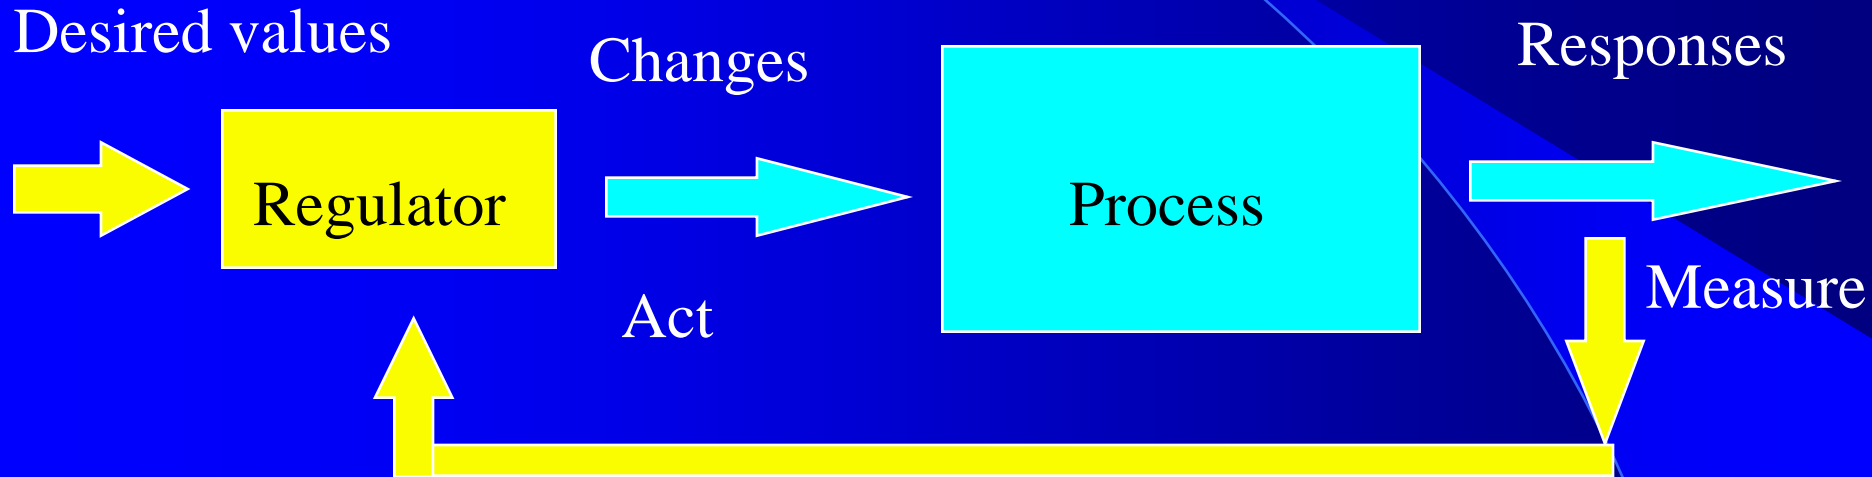 Desired values
Changes
Responses
Regulator
Process
Measure
Act